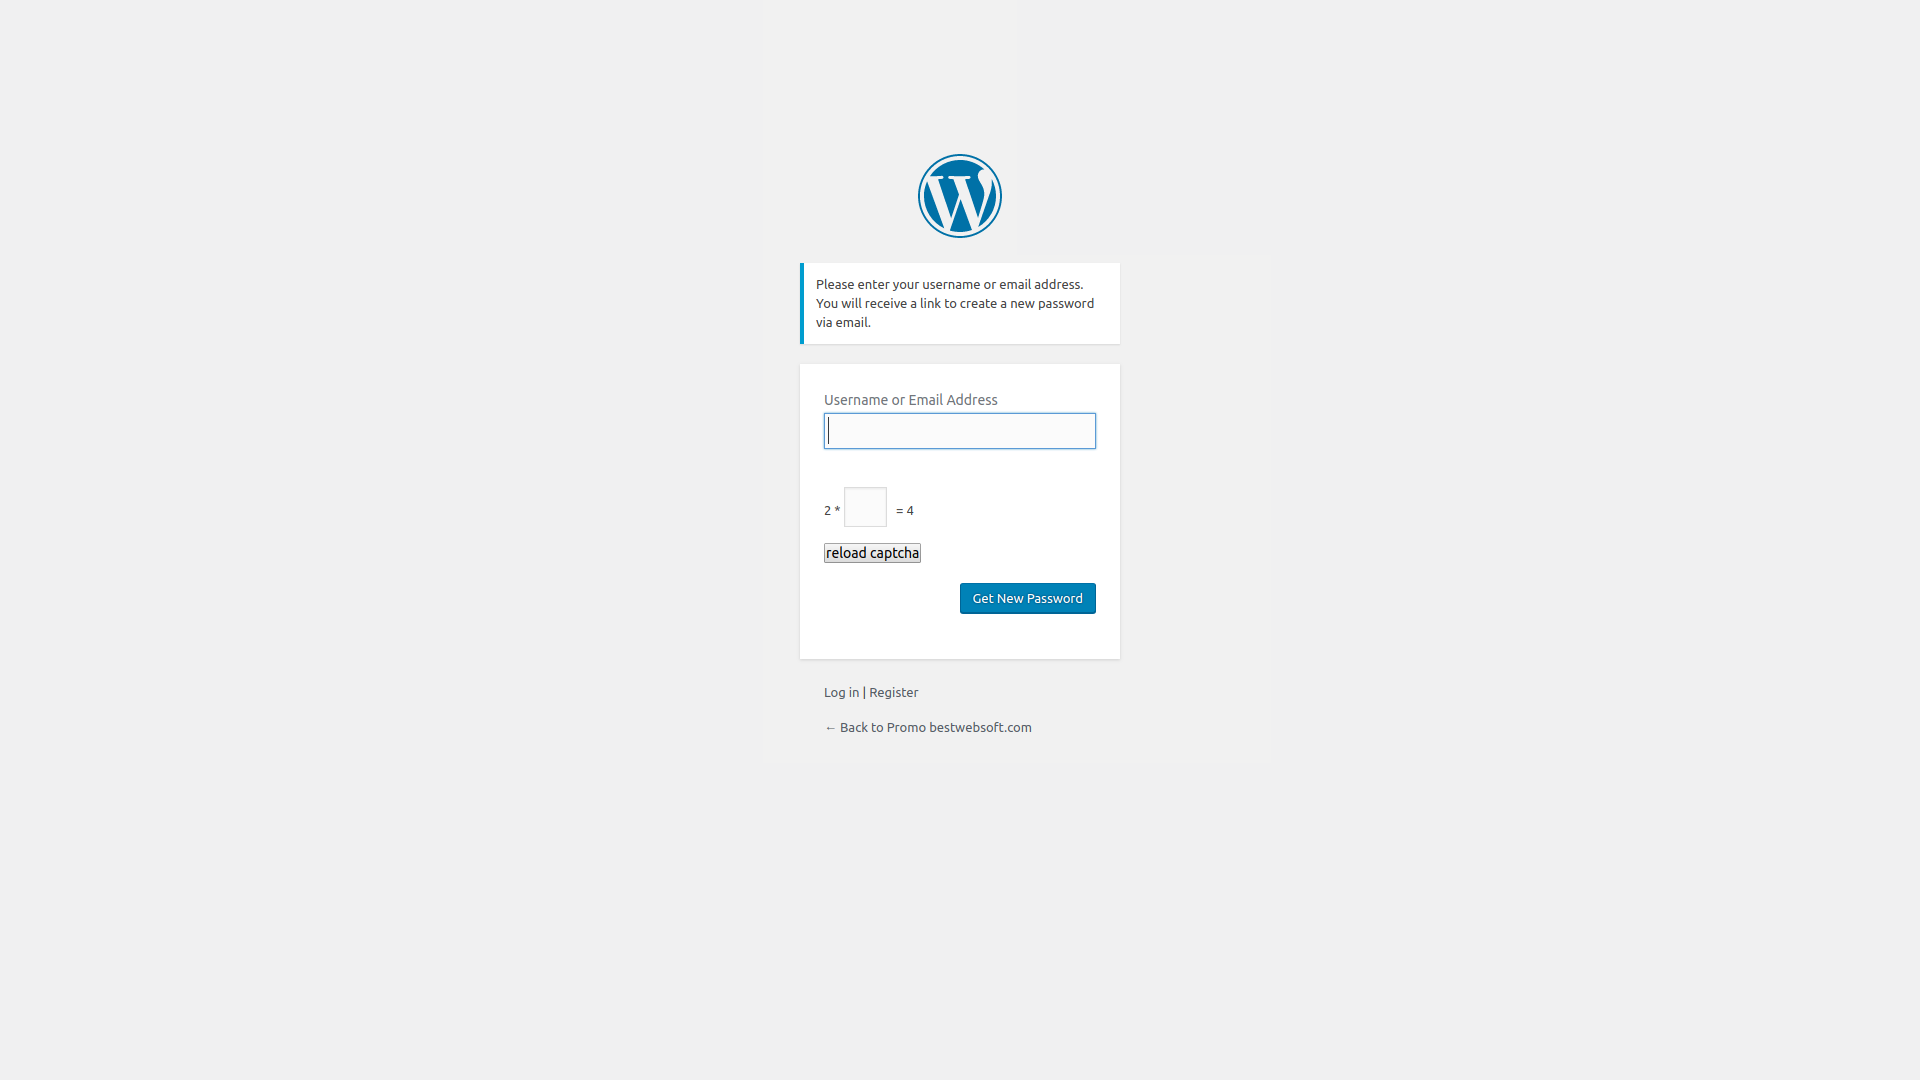 Please enter your username or email address.
You will receive a link to create a new password
via email.
Username or Email Address
2 * = 4
reload captcha
Get New Password
Log in | Register
← Back to Promo bestwebsoft.com